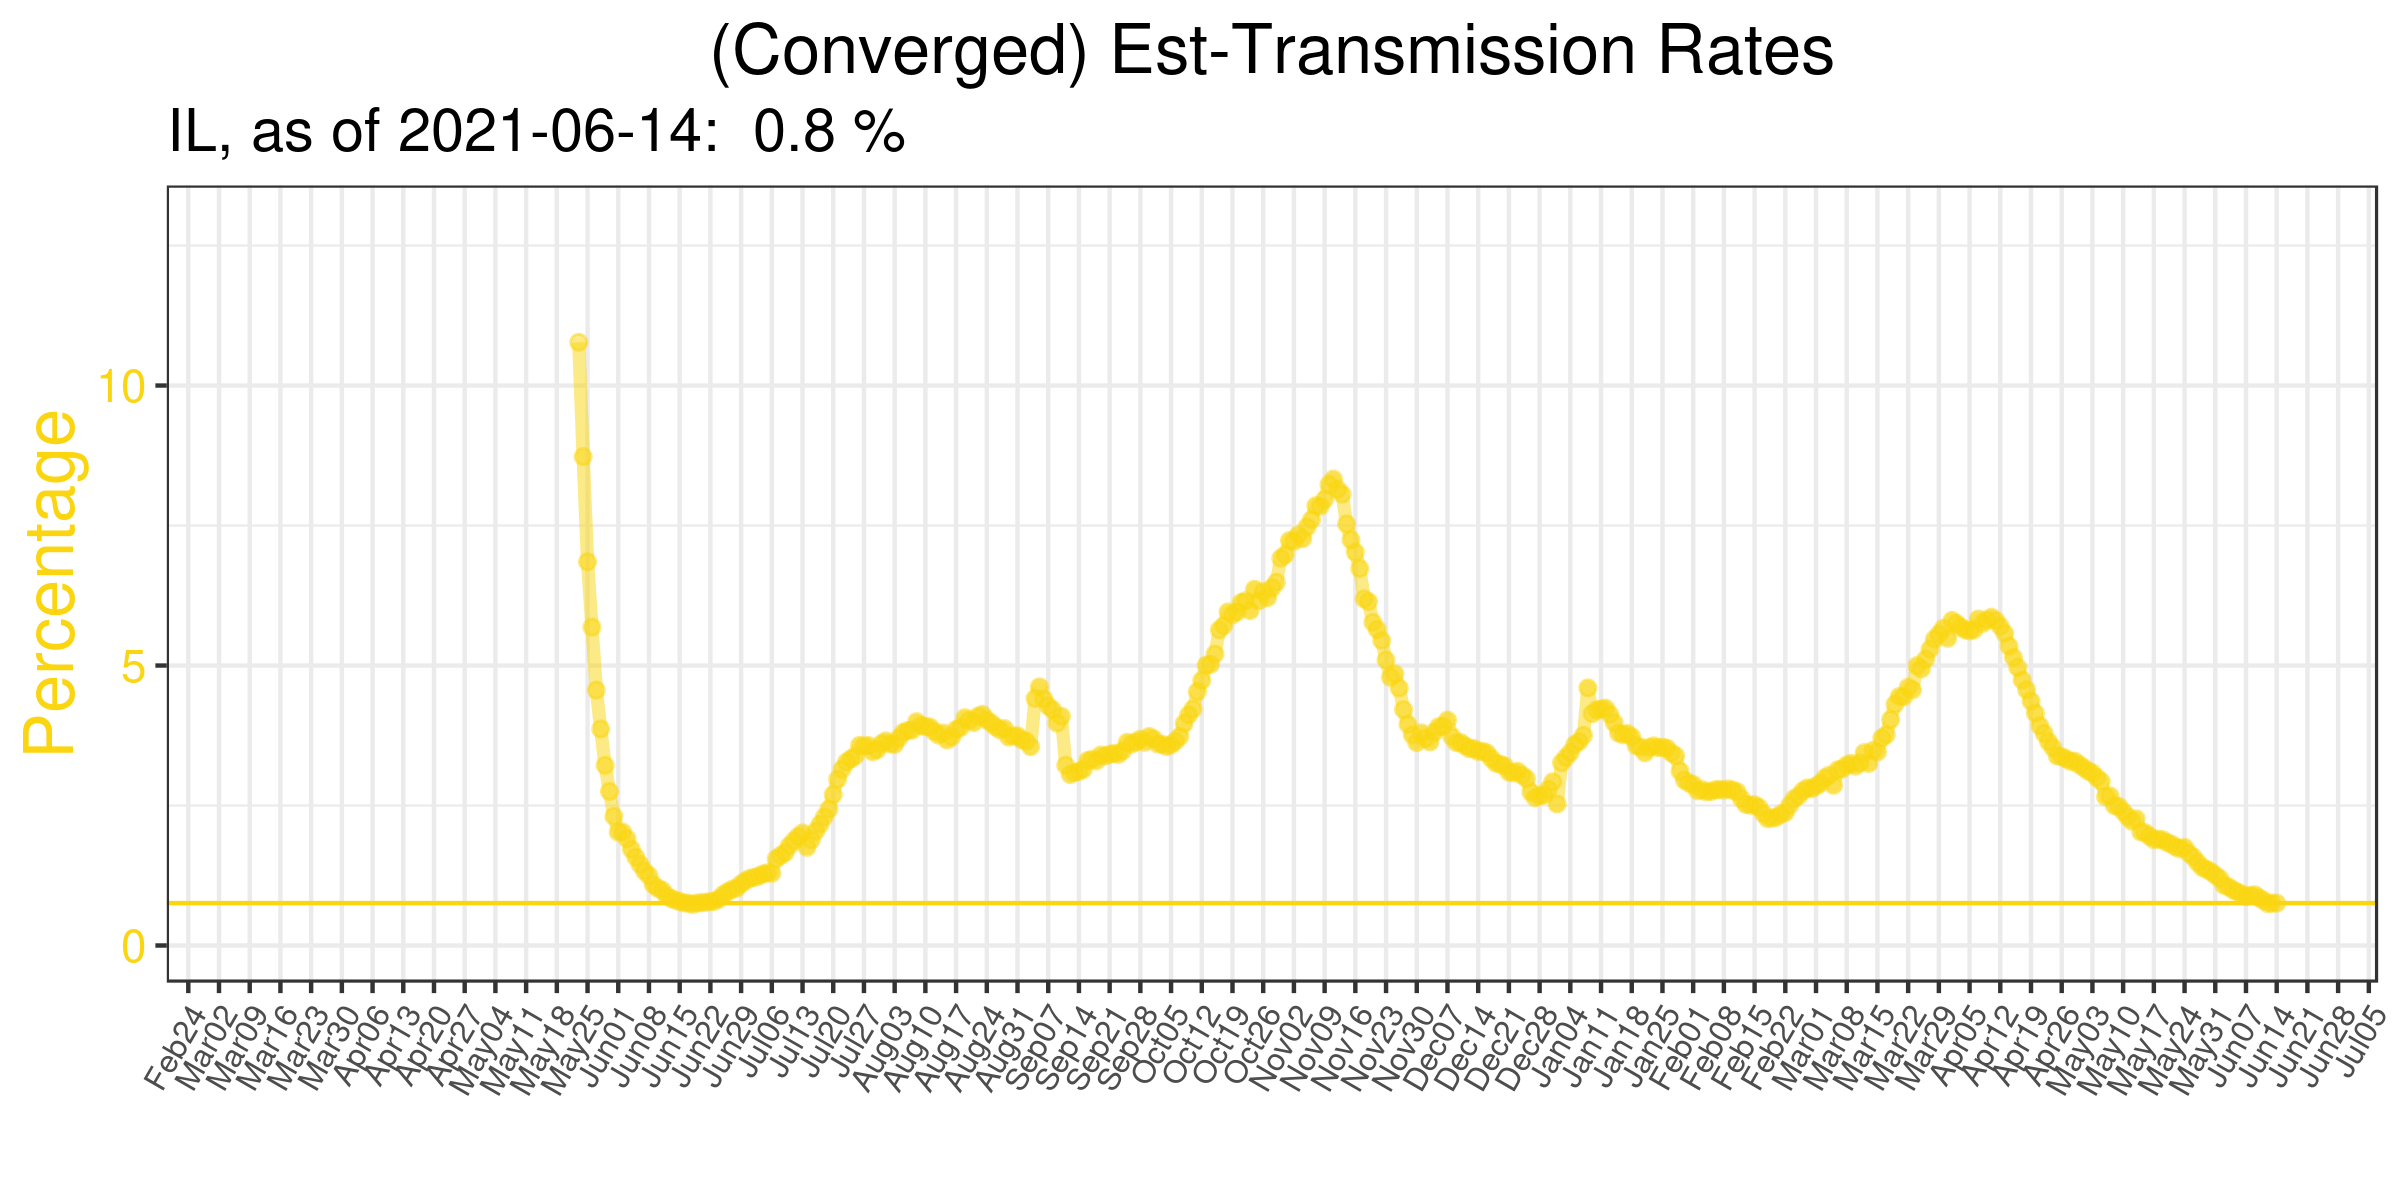 (Converged) Est-Transmission Rates
IL, as of 2021-06-14:  0.8 %
Percentage
10
5
0
Feb24
Mar02
Mar09
Mar16
Mar23
Mar30
Apr06
Apr13
Apr20
Apr27
May04
May11
May18
May25
Jun01
Jun08
Jun15
Jun22
Jun29
Jul06
Jul13
Jul20
Jul27
Aug03
Aug10
Aug17
Aug24
Aug31
Sep07
Sep14
Sep21
Sep28
Oct05
Oct12
Oct19
Oct26
Nov02
Nov09
Nov16
Nov23
Nov30
Dec07
Dec14
Dec21
Dec28
Jan04
Jan11
Jan18
Jan25
Feb01
Feb08
Feb15
Feb22
Mar01
Mar08
Mar15
Mar22
Mar29
Apr05
Apr12
Apr19
Apr26
May03
May10
May17
May24
May31
Jun07
Jun14
Jun21
Jun28
Jul05